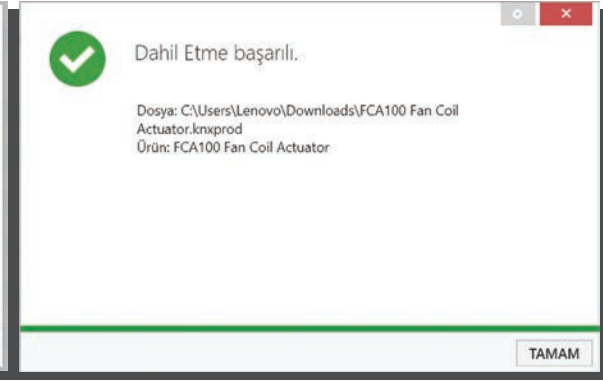 Dahil Etme başarılı.
Dosya: C:\Users\Lenovo\Downloads\FCA100 Fan Coil
Actuator.knxprod
Ürün: FCA100 Fan Coil Actuator
TAMAM